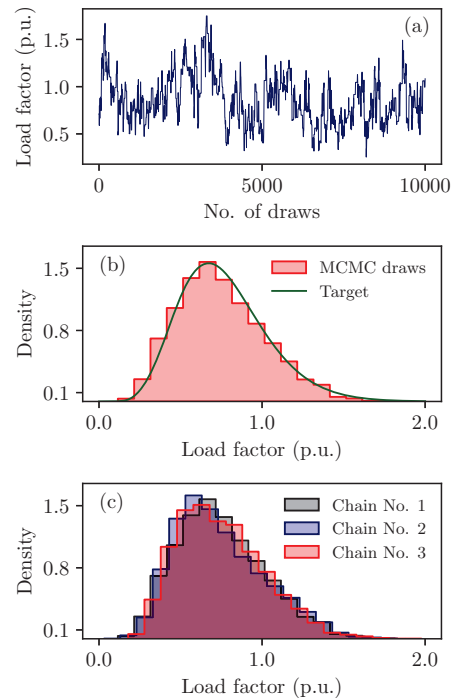 (a)
Load factor (p.u.)
1.5
1.0
0.5
0
5000
10000
No. of draws
(b)
MCMC draws
Target
Density
1.5
0.8
0.1
0.0
1.0
2.0
Load factor (p.u.)
(c)
Chain No. 1
Chain No. 2
Chain No. 3
Density
1.5
0.8
0.1
0.0
1.0
2.0
Load factor (p.u.)